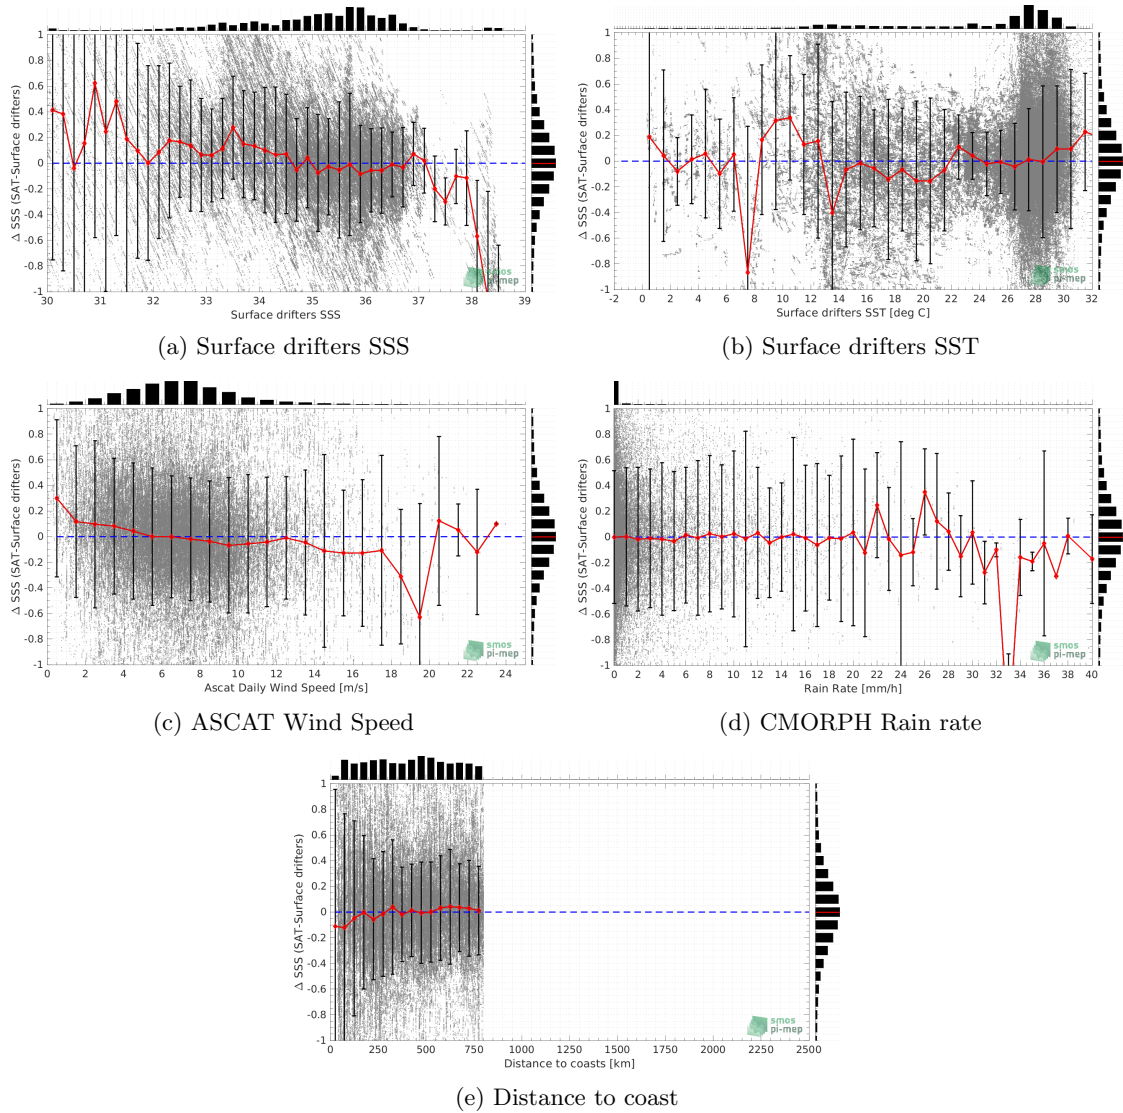 1
0.8
0.6
0.4
0.2
0
-0.2
-0.4
-0.6
-0.8
-1
Δ SSS (SAT-Surface drifters)
30 31 32 33 34 35 36 37 38 39
Surface drifters SSS
smos
pi-mep
(a) Surface drifters SSS
1
0.8
0.6
0.4
0.2
0
-0.2
-0.4
-0.6
-0.8
-1
Δ SSS (SAT-Surface drifters)
-2 0 2 4 6 8 10 12 14 16 18 20 22 24 26 28 30 32
Surface drifters SST [deg C]
smos
pi-mep
(b) Surface drifters SST
1
0.8
0.6
0.4
0.2
0
-0.2
-0.4
-0.6
-0.8
-1
Δ SSS (SAT-Surface drifters)
0 2 4 6 8 10 12 14 16 18 20 22 24
Ascat Daily Wind Speed [m/s]
smos
pi-mep
(c) ASCAT Wind Speed
1
0.8
0.6
0.4
0.2
0
-0.2
-0.4
-0.6
-0.8
-1
Δ SSS (SAT-Surface drifters)
0 2 4 6 8 10 12 14 16 18 20 22 24 26 28 30 32 34 36 38 40
Rain Rate [mm/h]
smos
pi-mep
(d) CMORPH Rain rate
1
0.8
0.6
0.4
0.2
0
-0.2
-0.4
-0.6
-0.8
-1
Δ SSS (SAT-Surface drifters)
0 250 500 750 1000 1250 1500 1750 2000 2250 2500
Distance to coasts [km]
smos
pi-mep
(e) Distance to coast